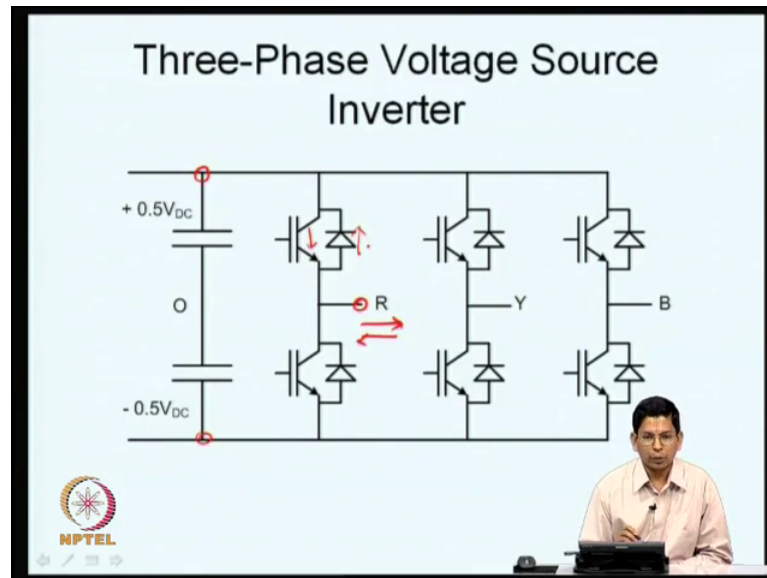 Three-Phase Voltage Source
Inverter
+ 0.5VDC
O
R
Y
B
- 0.5VDC
NPTEL